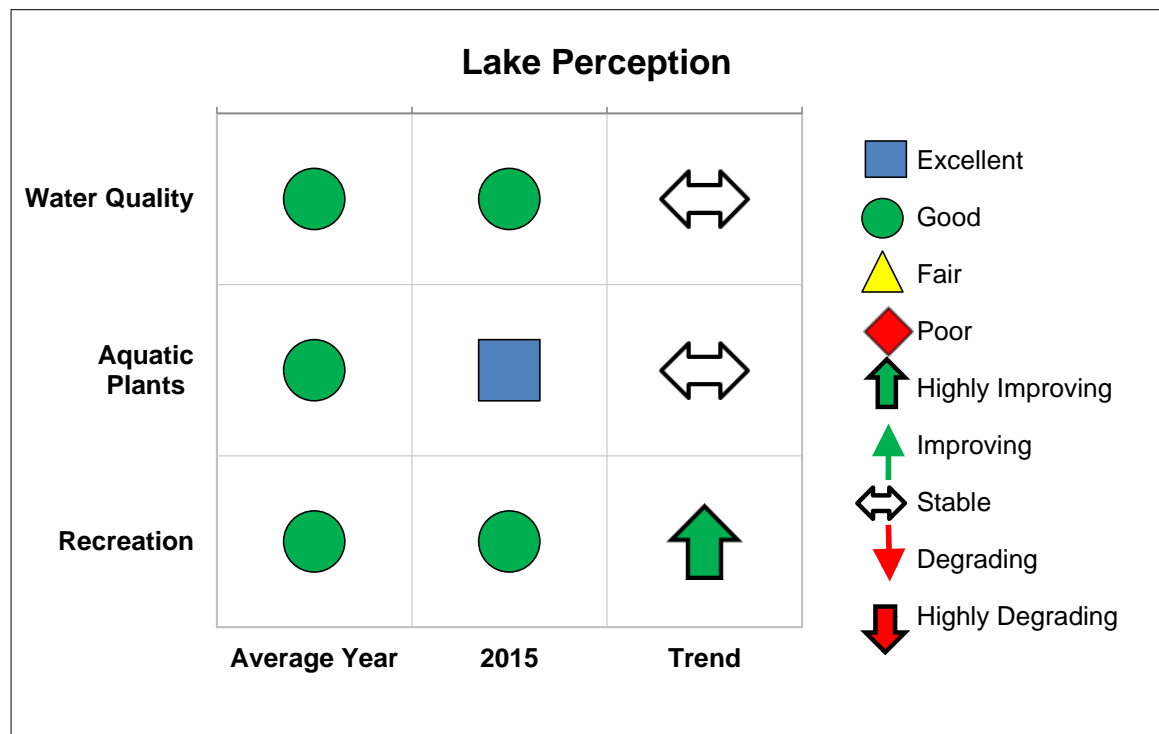 Lake Perception
Water Quality
Aquatic
Plants
Recreation
Average Year
2015
Trend
Excellent
Good
Fair
Poor
Highly Improving
Improving
Stable
Degrading
Highly Degrading